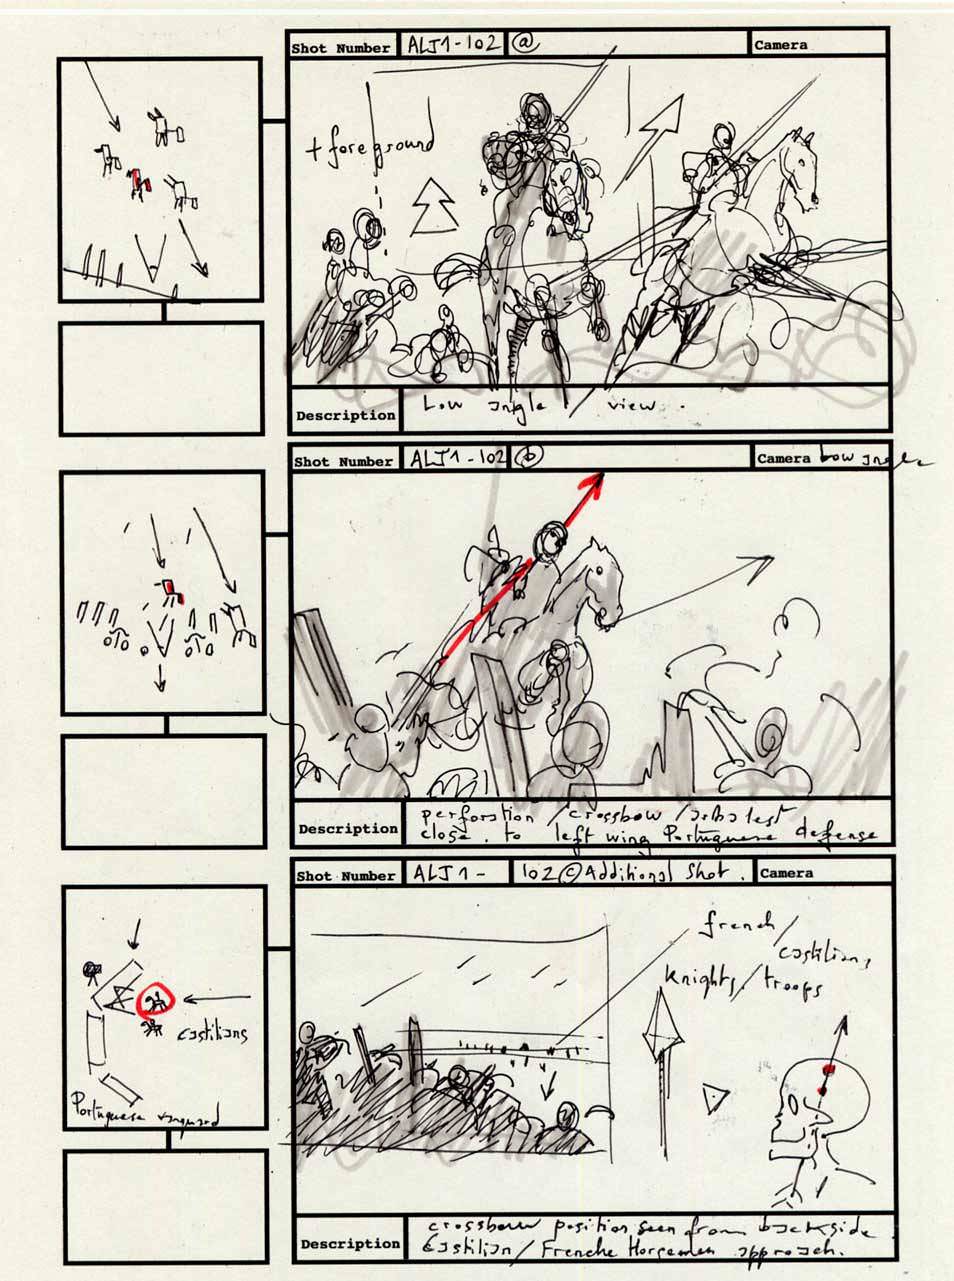 Shot Number ALJ1-102 ⓐ Camera
+ foreground
Description Low angle / view.
Shot Number ALJ1-102 ⓑ Camera low angle
Description perforation / crossbow / arbalest
close. to left wing Portuguese defense
Shot Number ALJ1- 102 ⓒ Additional Shot. Camera
french /
castilians
knights / troops
castilians
Portuguese vanguard
Description crossbow position seen from backside.
Castilian / Frenche Horsemen approach.